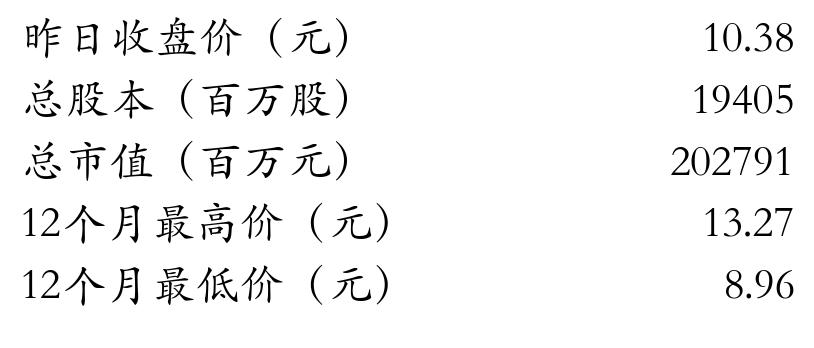 昨日收盘价（元） 10.38
总股本（百万股） 19405
总市值（百万元） 202791
12个月最高价（元） 13.27
12个月最低价（元） 8.96